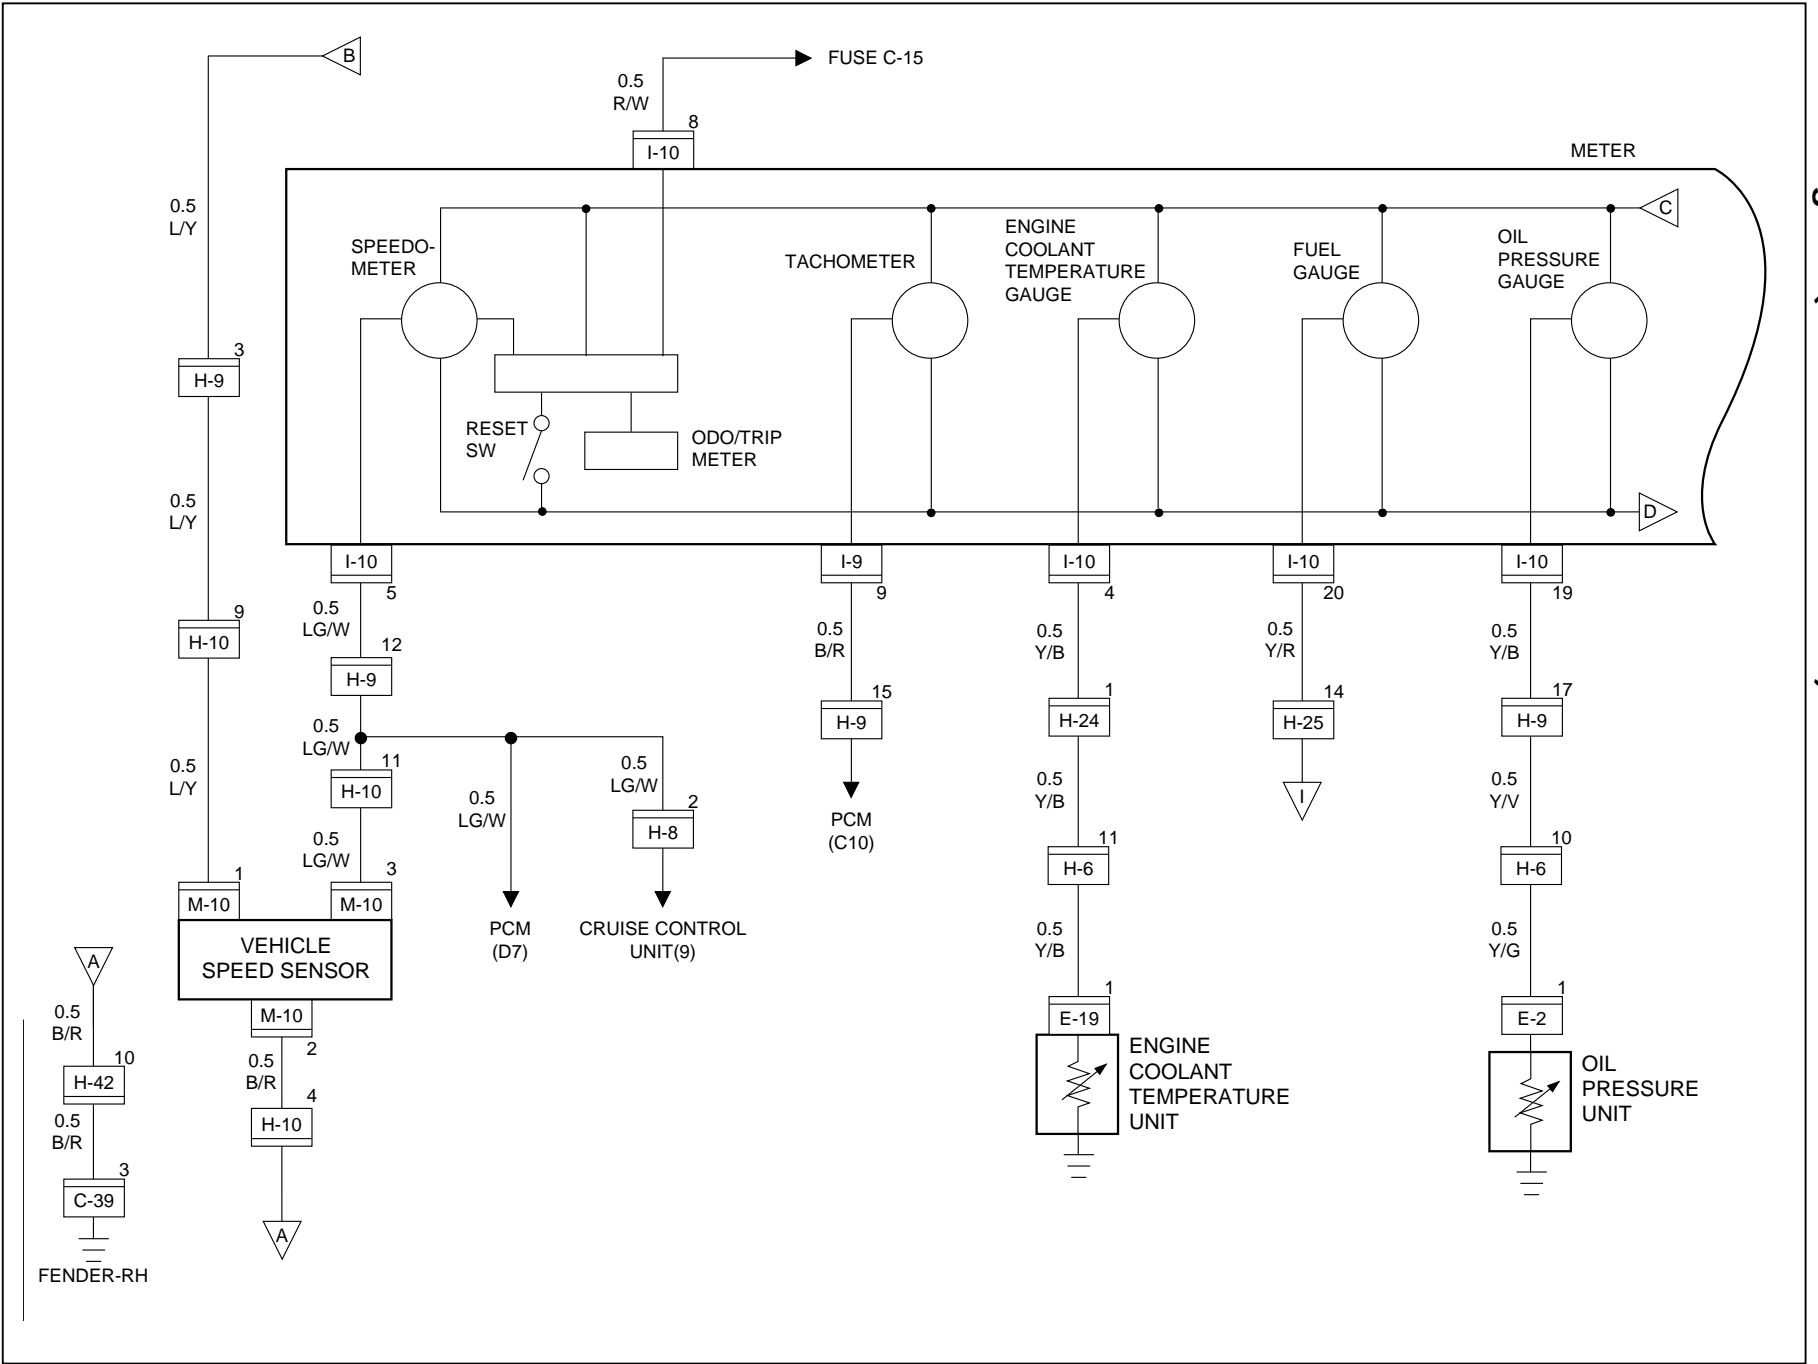 B
FUSE C-15
0.5
R/W
8
I-10
METER
0.5
L/Y
C
SPEEDO-
METER
TACHOMETER
ENGINE
COOLANT
TEMPERATURE
GAUGE
FUEL
GAUGE
OIL
PRESSURE
GAUGE
3
H-9
RESET
SW
ODO/TRIP
METER
0.5
L/Y
D
I-10
5
I-9
9
I-10
4
I-10
20
I-10
19
9
H-10
0.5
LG/W
12
H-9
0.5
B/R
0.5
Y/B
0.5
Y/R
0.5
Y/B
15
H-9
1
H-24
14
H-25
17
H-9
0.5
LG/W
11
H-10
0.5
L/Y
0.5
LG/W
0.5
LG/W
2
H-8
PCM
(C10)
0.5
Y/B
I
0.5
Y/V
0.5
LG/W
11
H-6
10
H-6
1
M-10
3
M-10
PCM
(D7)
CRUISE CONTROL
UNIT(9)
0.5
Y/B
0.5
Y/G
VEHICLE
SPEED SENSOR
A
M-10
2
1
E-19
1
E-2
0.5
B/R
10
H-42
0.5
B/R
4
H-10
ENGINE
COOLANT
TEMPERATURE
UNIT
OIL
PRESSURE
UNIT
0.5
B/R
3
C-39
A
FENDER-RH